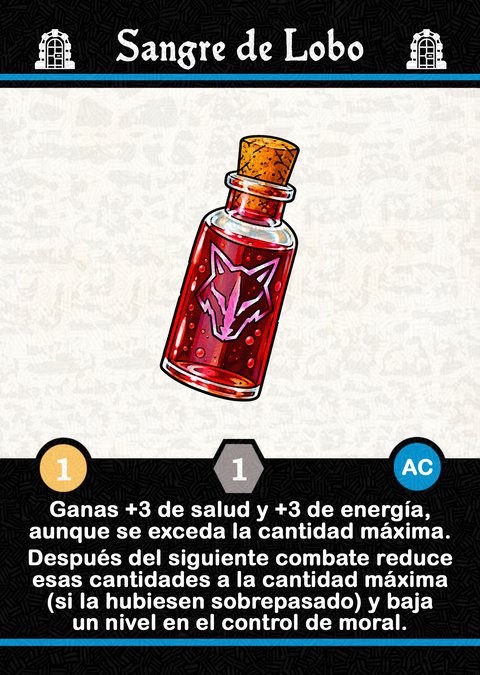 Sangre de Lobo
1
1
AC
Ganas +3 de salud y +3 de energía,
aunque se exceda la cantidad máxima.
Después del siguiente combate reduce
esas cantidades a la cantidad máxima
(si la hubiesen sobrepasado) y baja
un nivel en el control de moral.